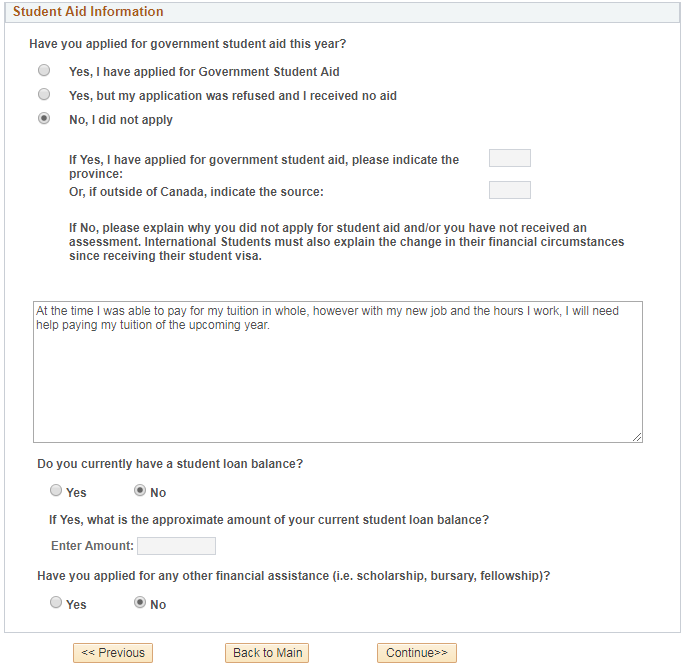 Student Aid Information
Have you applied for government student aid this year?
Yes, I have applied for Government Student Aid
Yes, but my application was refused and I received no aid
No, I did not apply
If Yes, I have applied for government student aid, please indicate the
province:
Or, if outside of Canada, indicate the source:
If No, please explain why you did not apply for student aid and/or you have not received an
assessment. International Students must also explain the change in their financial circumstances
since receiving their student visa.
At the time I was able to pay for my tuition in whole, however with my new job and the hours I work, I will need
help paying my tuition of the upcoming year.
Do you currently have a student loan balance?
Yes No
If Yes, what is the approximate amount of your current student loan balance?
Enter Amount:
Have you applied for any other financial assistance (i.e. scholarship, bursary, fellowship)?
Yes No
<< Previous Back to Main Continue>>